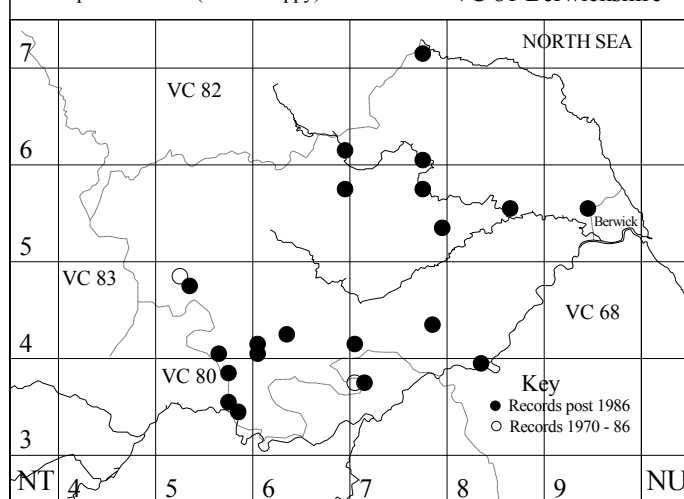 VC 81 Berwickshire
7
NORTH SEA
VC 82
6
Berwick
5
VC 83
VC 68
4
VC 80
Key
Records post 1986
Records 1970 - 86
3
NT 4 5 6 7 8 9 NU